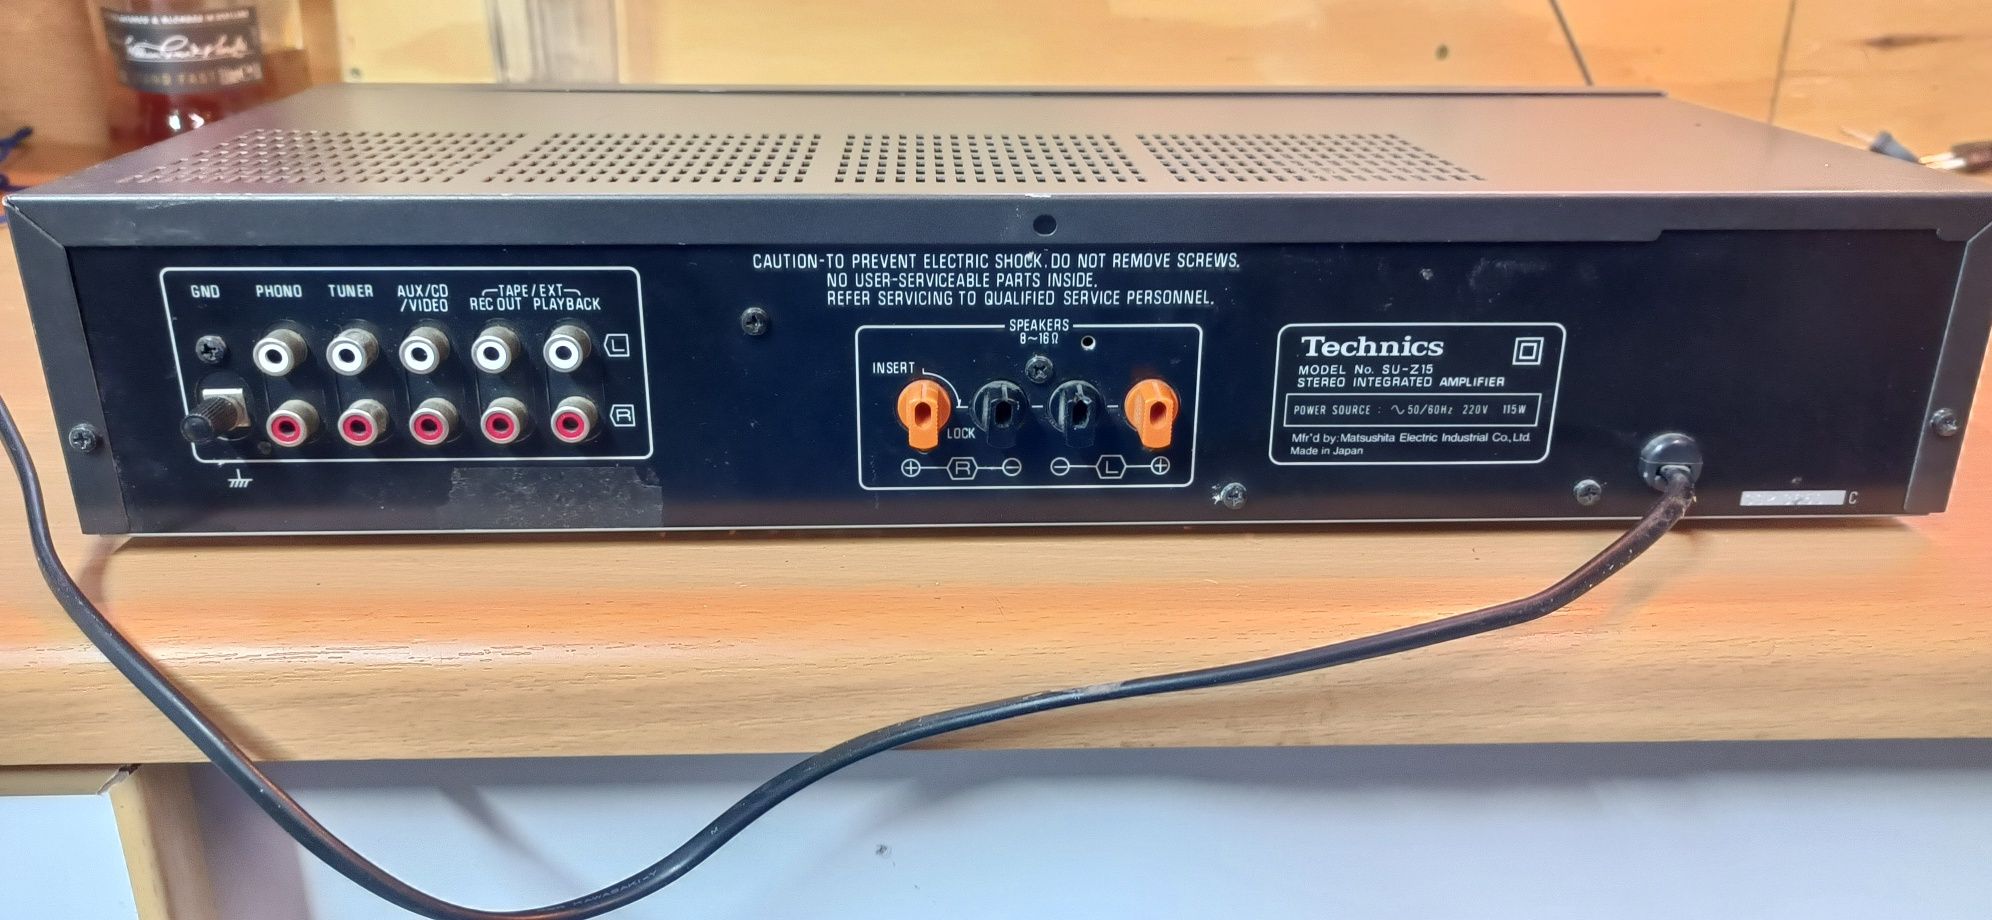 GND PHONO TUNER AUX/CD TAPE/EXT
/VIDEO REC OUT PLAYBACK
L
R
CAUTION-TO PREVENT ELECTRIC SHOCK. DO NOT REMOVE SCREWS.
NO USER-SERVICEABLE PARTS INSIDE.
REFER SERVICING TO QUALIFIED SERVICE PERSONNEL.
SPEAKERS
8~16Ω
INSERT
LOCK
+ R - - L +
Technics
MODEL No. SU-Z15
STEREO INTEGRATED AMPLIFIER
POWER SOURCE : ∿50/60Hz 220V 115W
Mfr'd by: Matsushita Electric Industrial Co., Ltd.
Made in Japan
C
KAWASAKI-Y